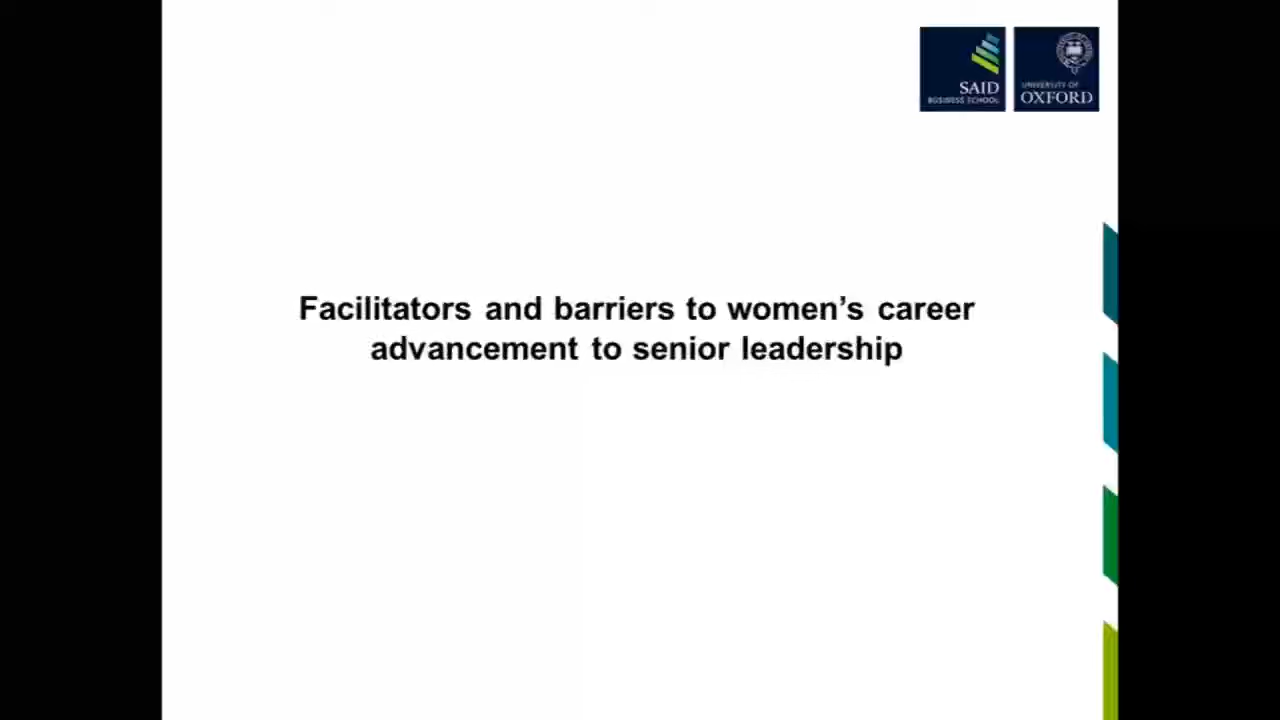 SAID
BUSINESS SCHOOL
UNIVERSITY OF
OXFORD
Facilitators and barriers to women’s career
advancement to senior leadership